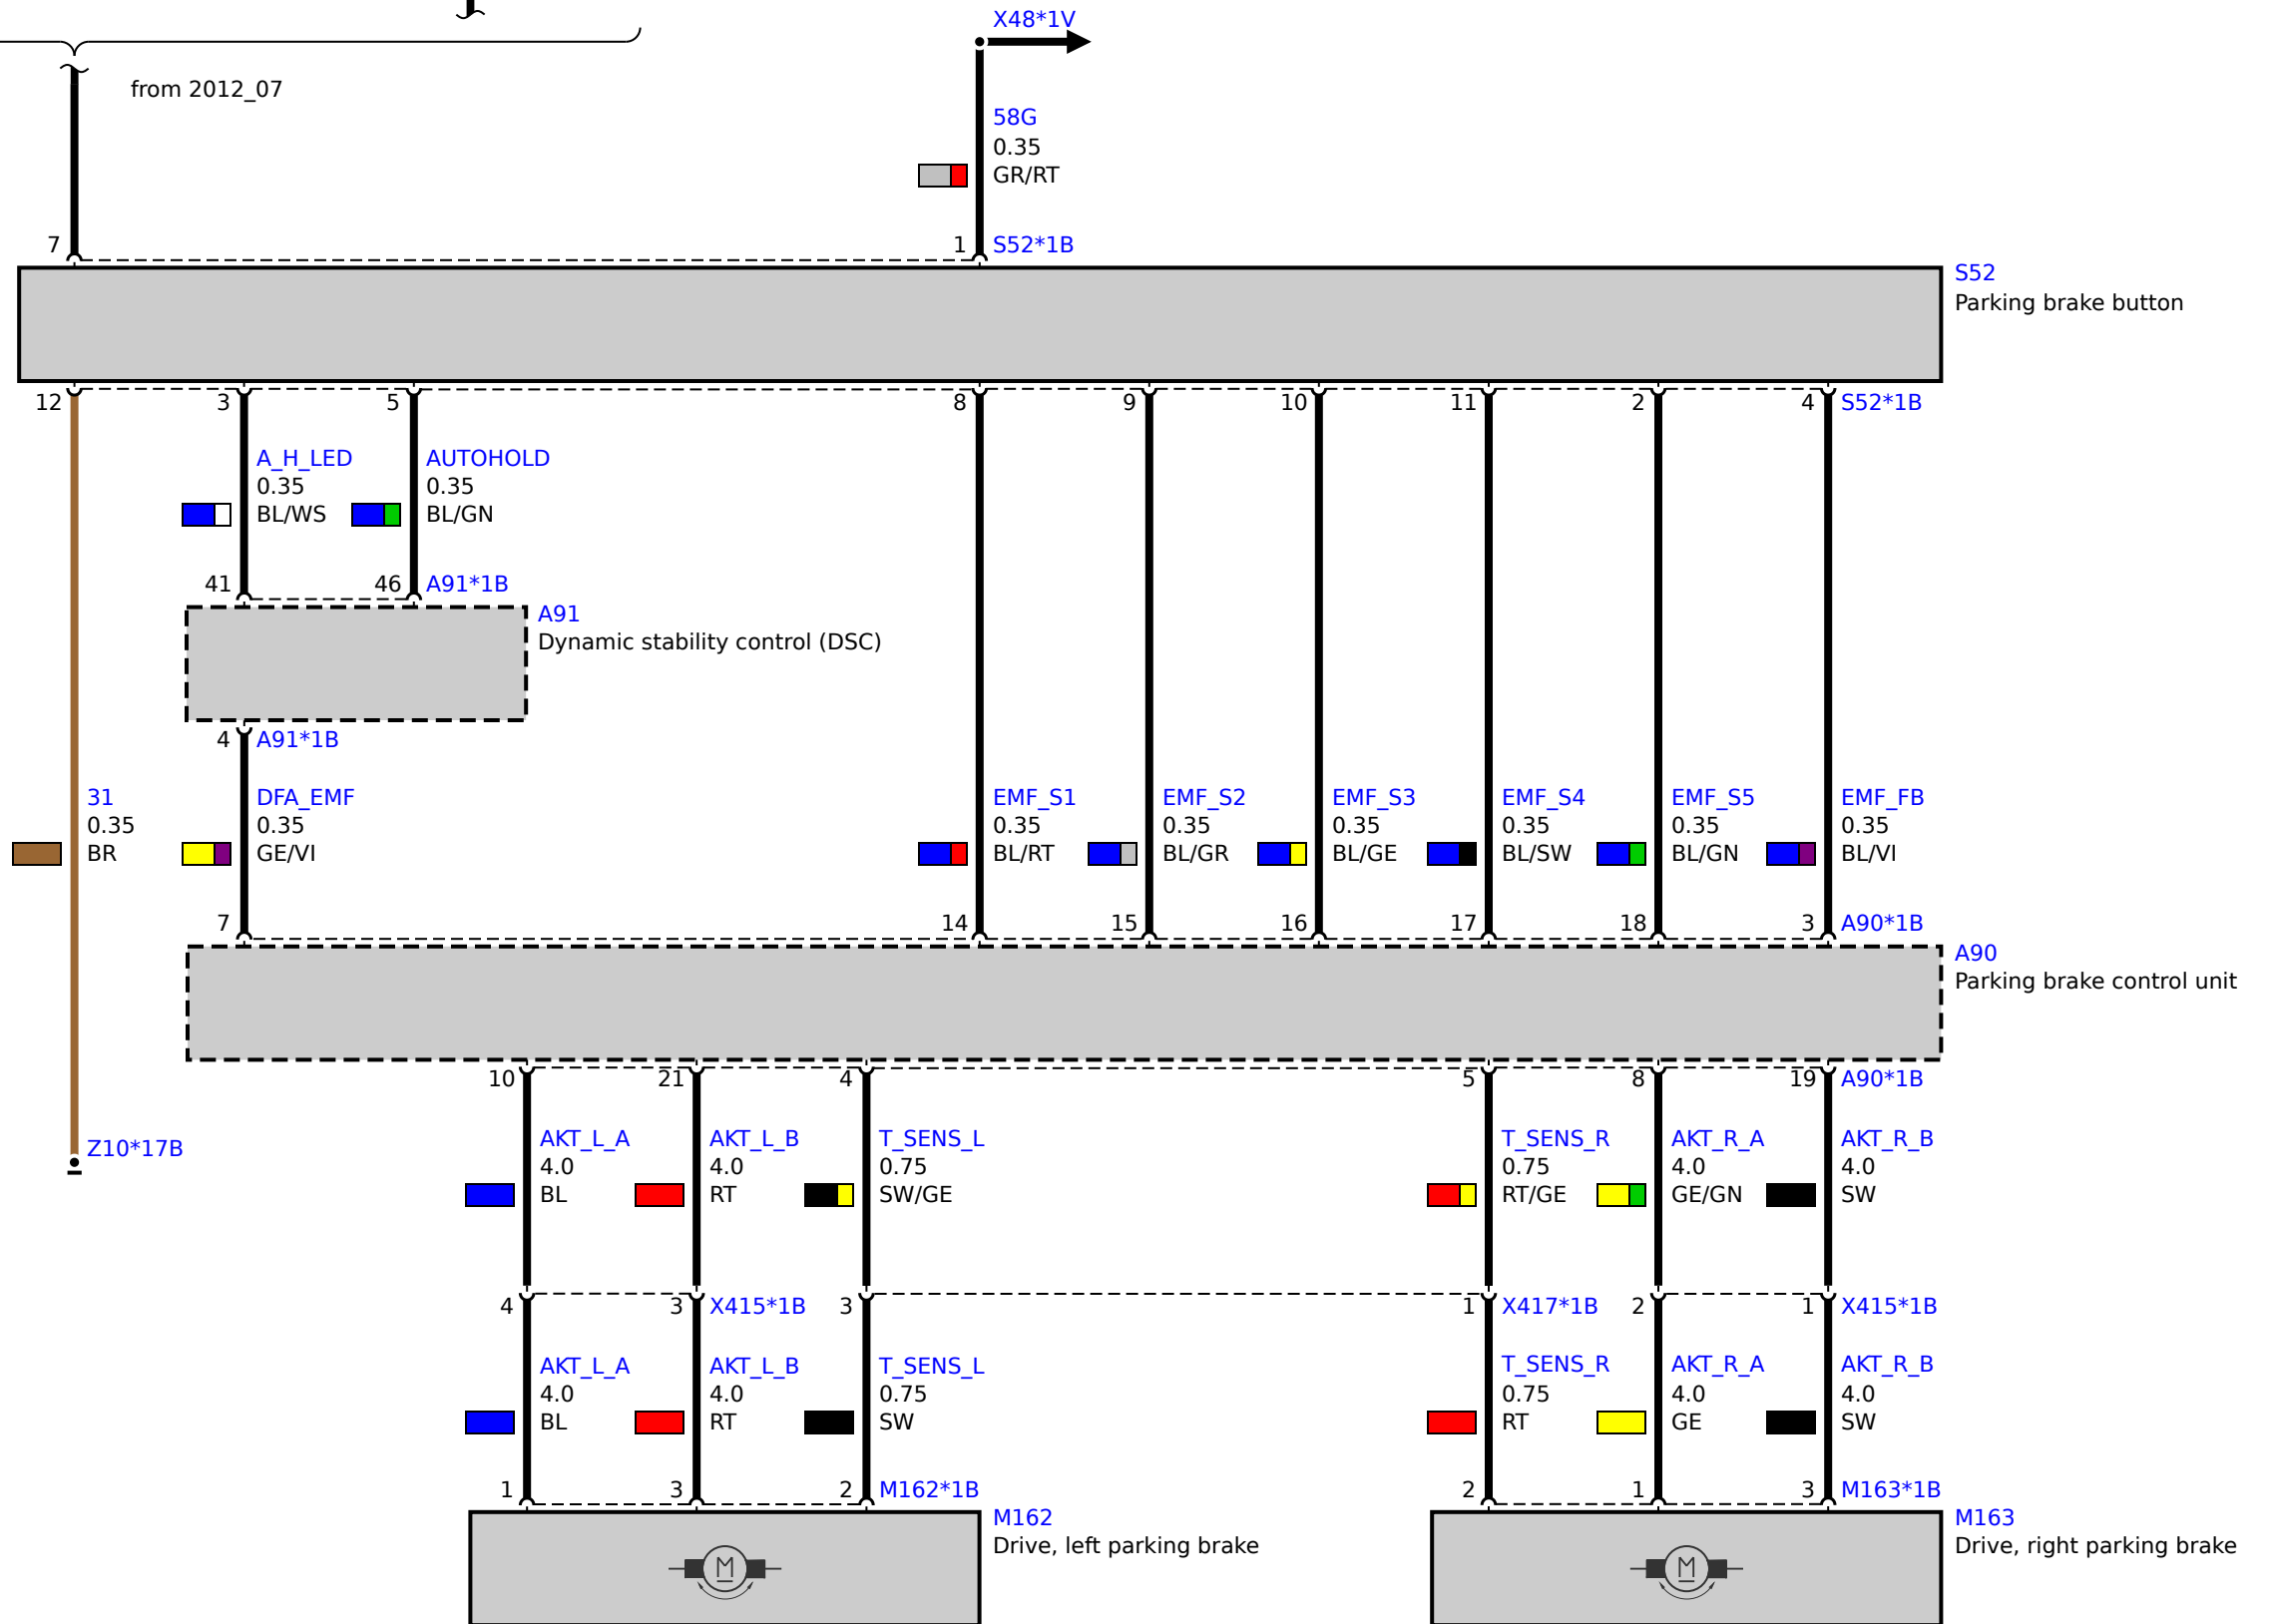 X48*1V
from 2012_07
58G
0.35
GR/RT
7
1 S52*1B
S52
Parking brake button
12 3 5 8 9 10 11 2 4 S52*1B
A_H_LED AUTOHOLD
0.35 0.35
BL/WS BL/GN
41 46 A91*1B
A91
Dynamic stability control (DSC)
4 A91*1B
31 DFA_EMF EMF_S1 EMF_S2 EMF_S3 EMF_S4 EMF_S5 EMF_FB
0.35 0.35 0.35 0.35 0.35 0.35 0.35 0.35
BR GE/VI BL/RT BL/GR BL/GE BL/SW BL/GN BL/VI
7 14 15 16 17 18 3 A90*1B
A90
Parking brake control unit
10 21 4 5 8 19 A90*1B
Z10*17B
AKT_L_A AKT_L_B T_SENS_L T_SENS_R AKT_R_A AKT_R_B
4.0 4.0 0.75 0.75 4.0 4.0
BL RT SW/GE RT/GE GE/GN SW
4 3 X415*1B 3 1 X417*1B 2 1 X415*1B
AKT_L_A AKT_L_B T_SENS_L T_SENS_R AKT_R_A AKT_R_B
4.0 4.0 0.75 0.75 4.0 4.0
BL RT SW RT GE SW
1 3 2 M162*1B 2 1 3 M163*1B
M162
Drive, left parking brake
M163
Drive, right parking brake
M M